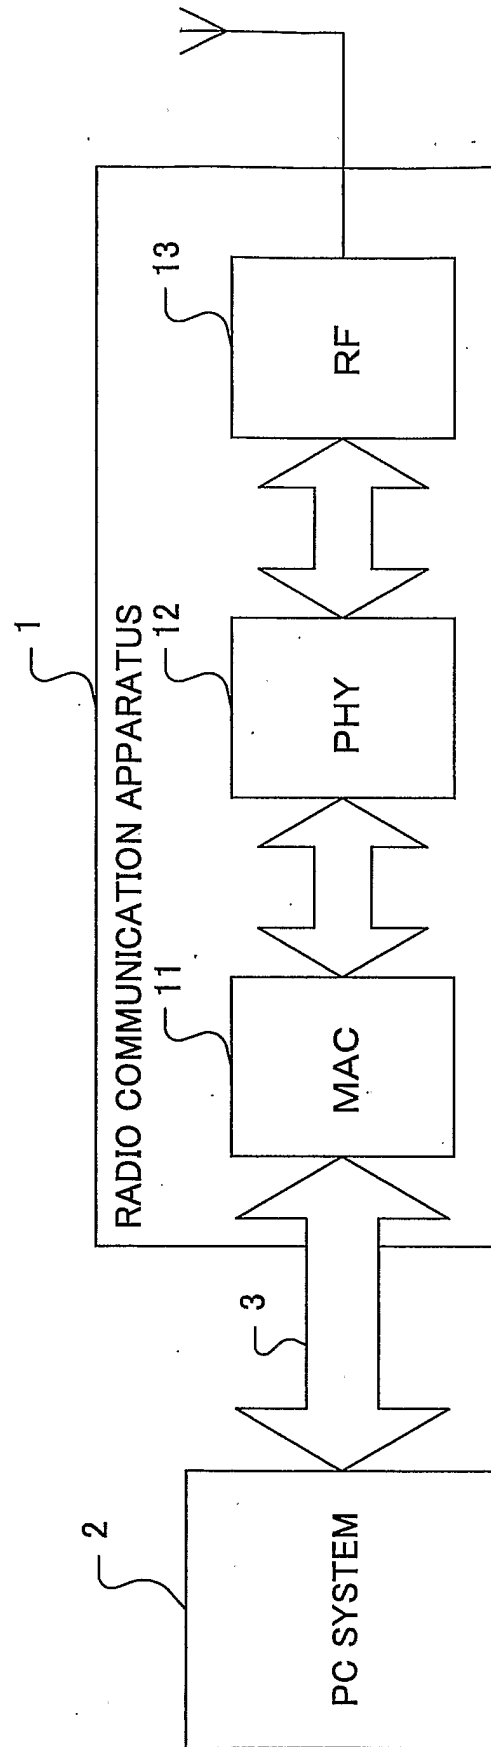 1
RADIO COMMUNICATION APPARATUS
2
3
11
12
13
PC SYSTEM
MAC
PHY
RF